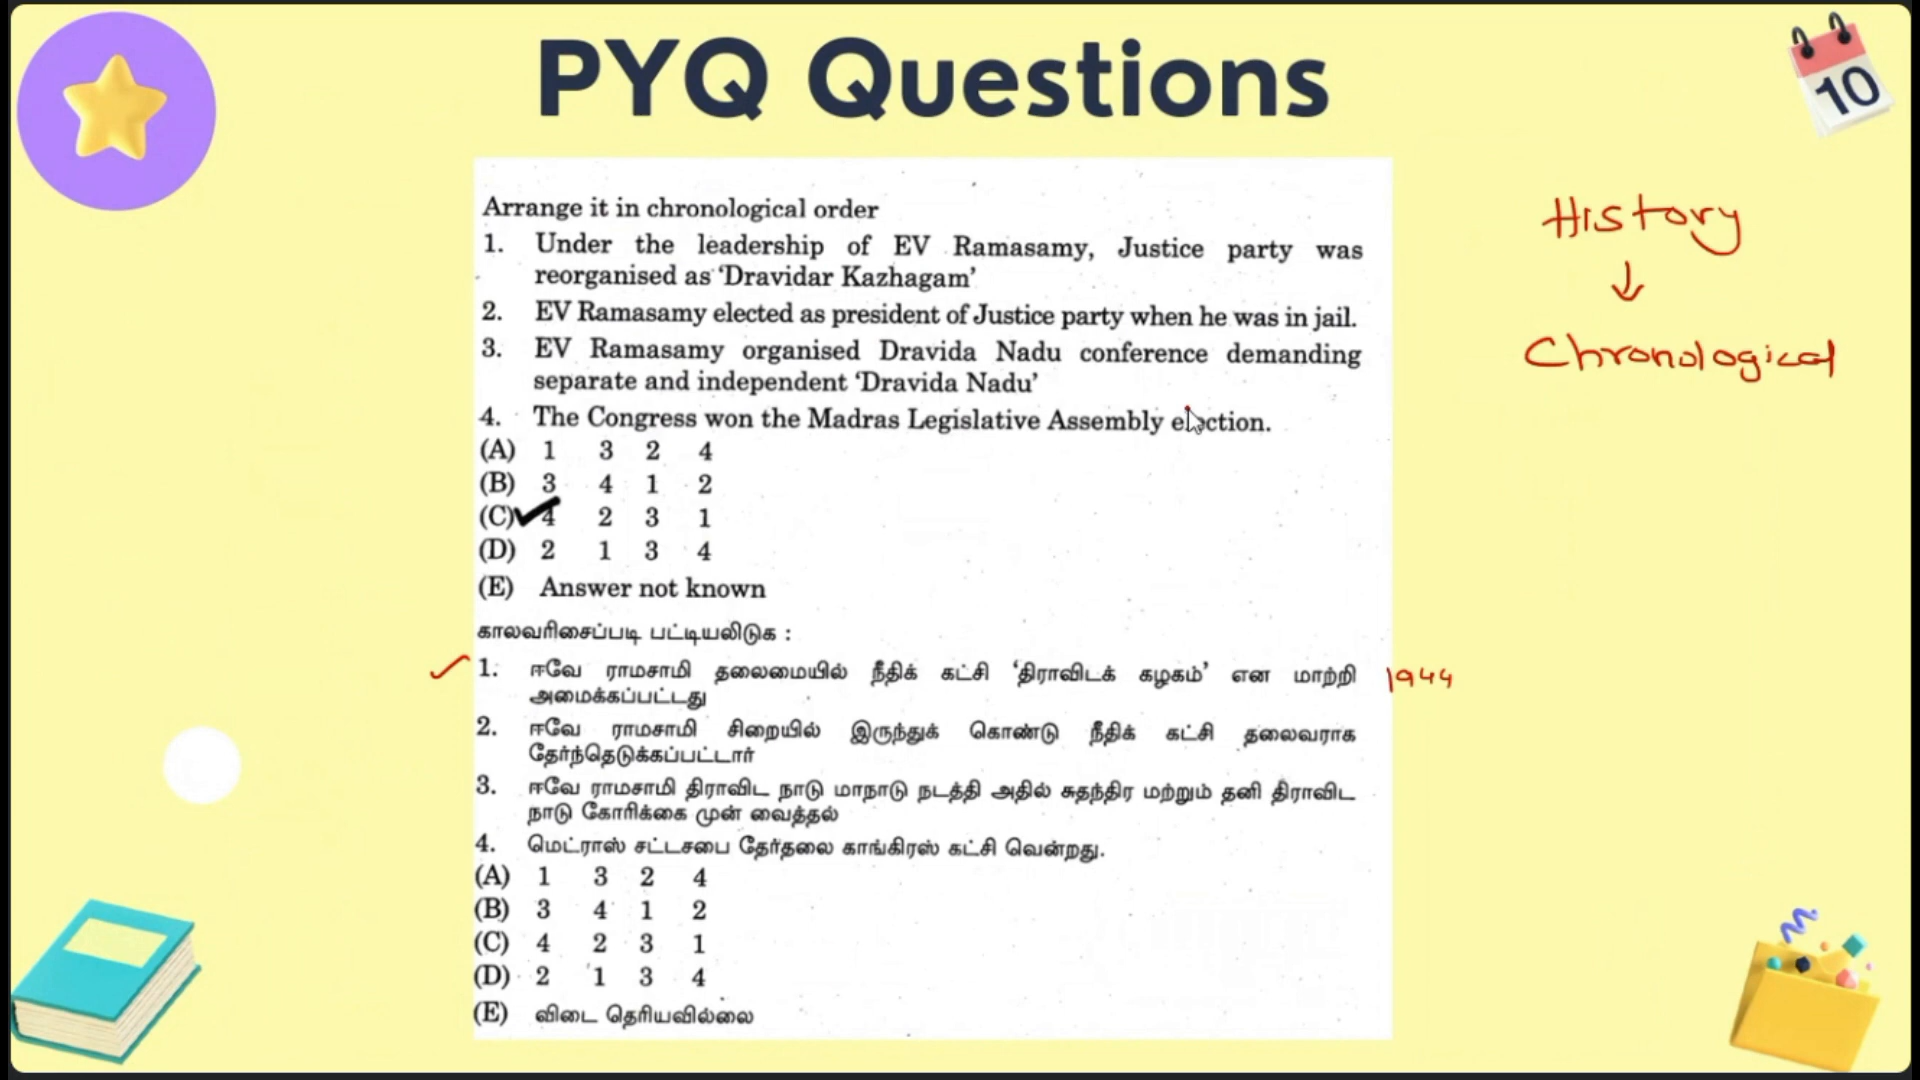 PYQ Questions
10
Arrange it in chronological order
1. Under the leadership of EV Ramasamy, Justice party was
reorganised as 'Dravidar Kazhagam'
2. EV Ramasamy elected as president of Justice party when he was in jail.
3. EV Ramasamy organised Dravida Nadu conference demanding
separate and independent 'Dravida Nadu'
4. The Congress won the Madras Legislative Assembly election.
(A) 1 3 2 4
(B) 3 4 1 2
(C) 4 2 3 1
(D) 2 1 3 4
(E) Answer not known
காலவரிசைப்படி பட்டியலிடுக :
1. ஈவே ராமசாமி தலைமையில் நீதிக் கட்சி 'திராவிடக் கழகம்' என மாற்றி
அமைக்கப்பட்டது
2. ஈவே ராமசாமி சிறையில் இருந்துக் கொண்டு நீதிக் கட்சி தலைவராக
தேர்ந்தெடுக்கப்பட்டார்
3. ஈவே ராமசாமி திராவிட நாடு மாநாடு நடத்தி அதில் சுதந்திர மற்றும் தனி திராவிட
நாடு கோரிக்கை முன் வைத்தல்
4. மெட்ராஸ் சட்டசபை தேர்தலை காங்கிரஸ் கட்சி வென்றது.
(A) 1 3 2 4
(B) 3 4 1 2
(C) 4 2 3 1
(D) 2 1 3 4
(E) விடை தெரியவில்லை
History
↓
Chronological
1944